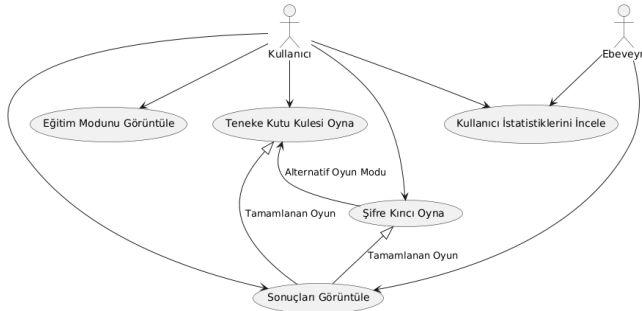 Kullanıcı
Ebeveyn
Eğitim Modunu Görüntüle
Teneke Kutu Kulesi Oyna
Kullanıcı İstatistiklerini İncele
Alternatif Oyun Modu
Tamamlanan Oyun
Şifre Kırıcı Oyna
Tamamlanan Oyun
Sonuçları Görüntüle